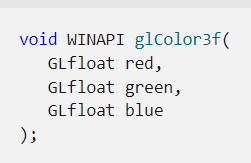 void WINAPI glColor3f(
   GLfloat red,
   GLfloat green,
   GLfloat blue
);